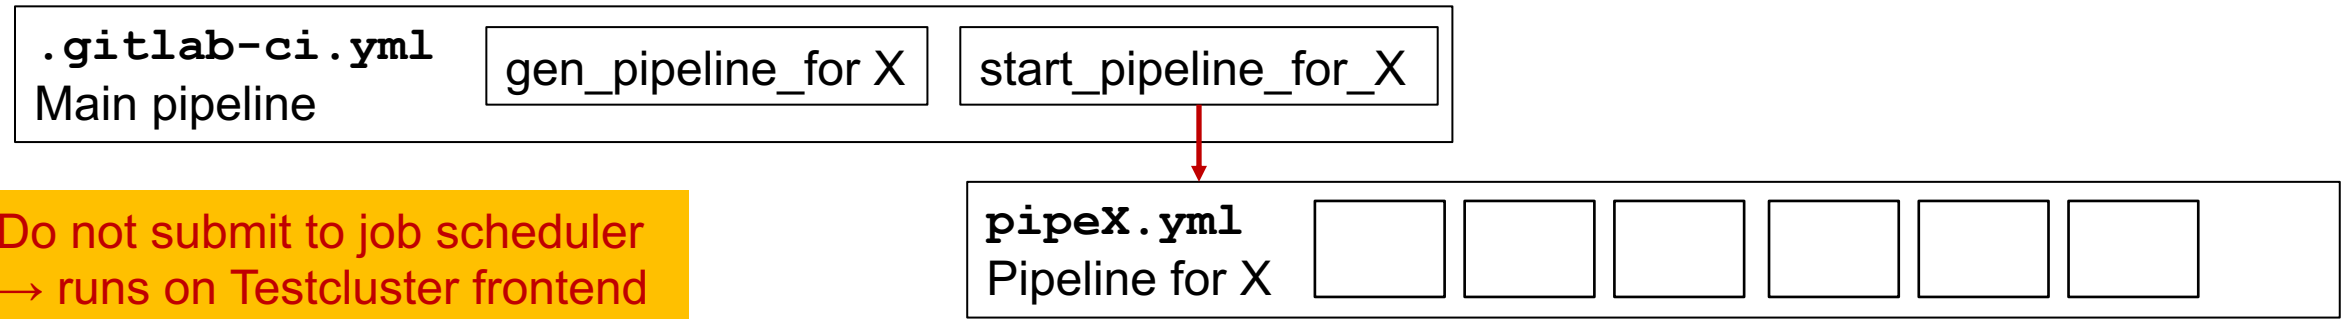 .gitlab-ci.yml
Main pipeline
gen_pipeline_for X
start_pipeline_for_X
Do not submit to job scheduler
→ runs on Testcluster frontend
pipeX.yml
Pipeline for X